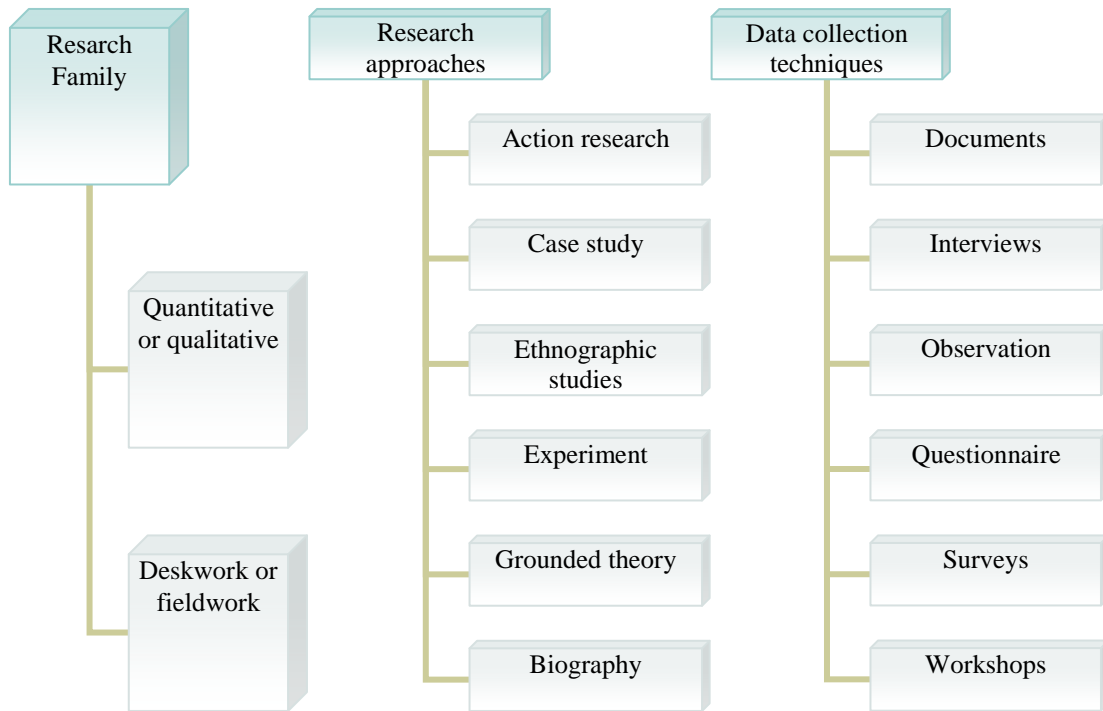 Resarch
Family
Quantitative
or qualitative
Deskwork or
fieldwork
Research
approaches
Action research
Case study
Ethnographic
studies
Experiment
Grounded theory
Biography
Data collection
techniques
Documents
Interviews
Observation
Questionnaire
Surveys
Workshops